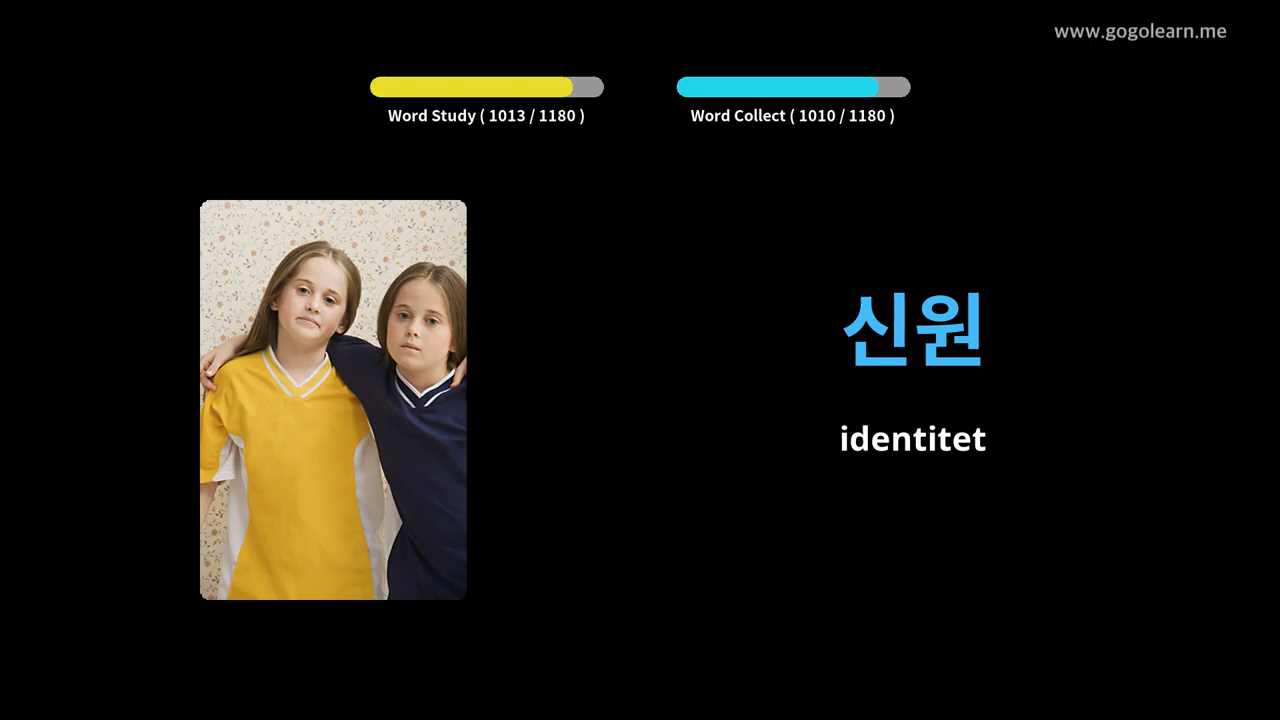 www.gogolearn.me
Word Study ( 1013 / 1180 )
Word Collect ( 1010 / 1180 )
신원
identitet